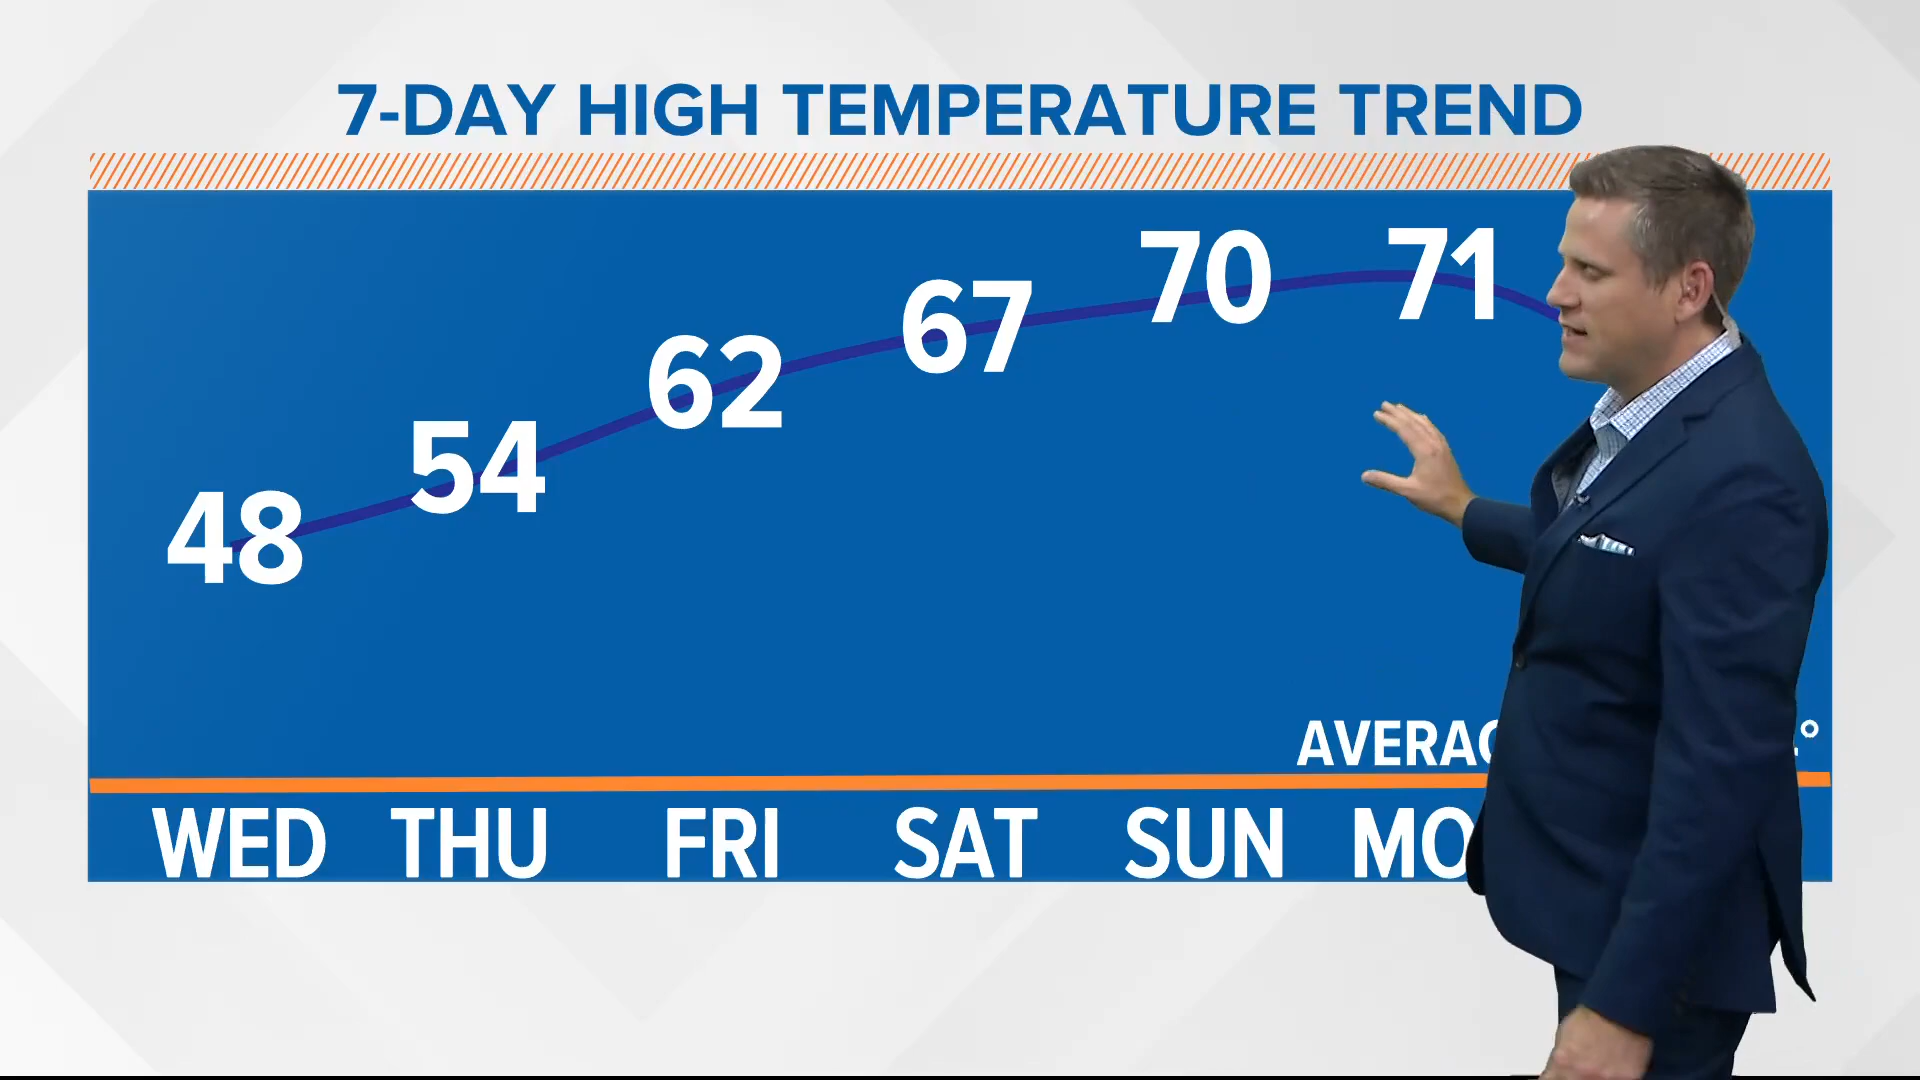 7-DAY HIGH TEMPERATURE TREND
48 54 62 67 70 71
°
WED THU FRI SAT SUN